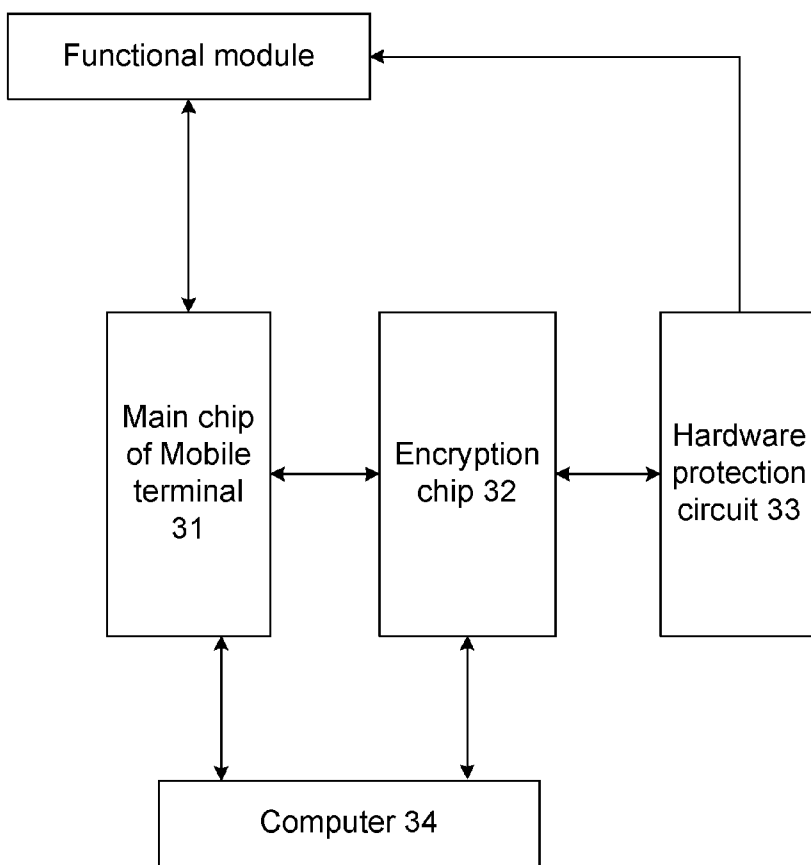 Functional module
Main chip
of Mobile
terminal
31
Encryption
chip 32
Hardware
protection
circuit 33
Computer 34